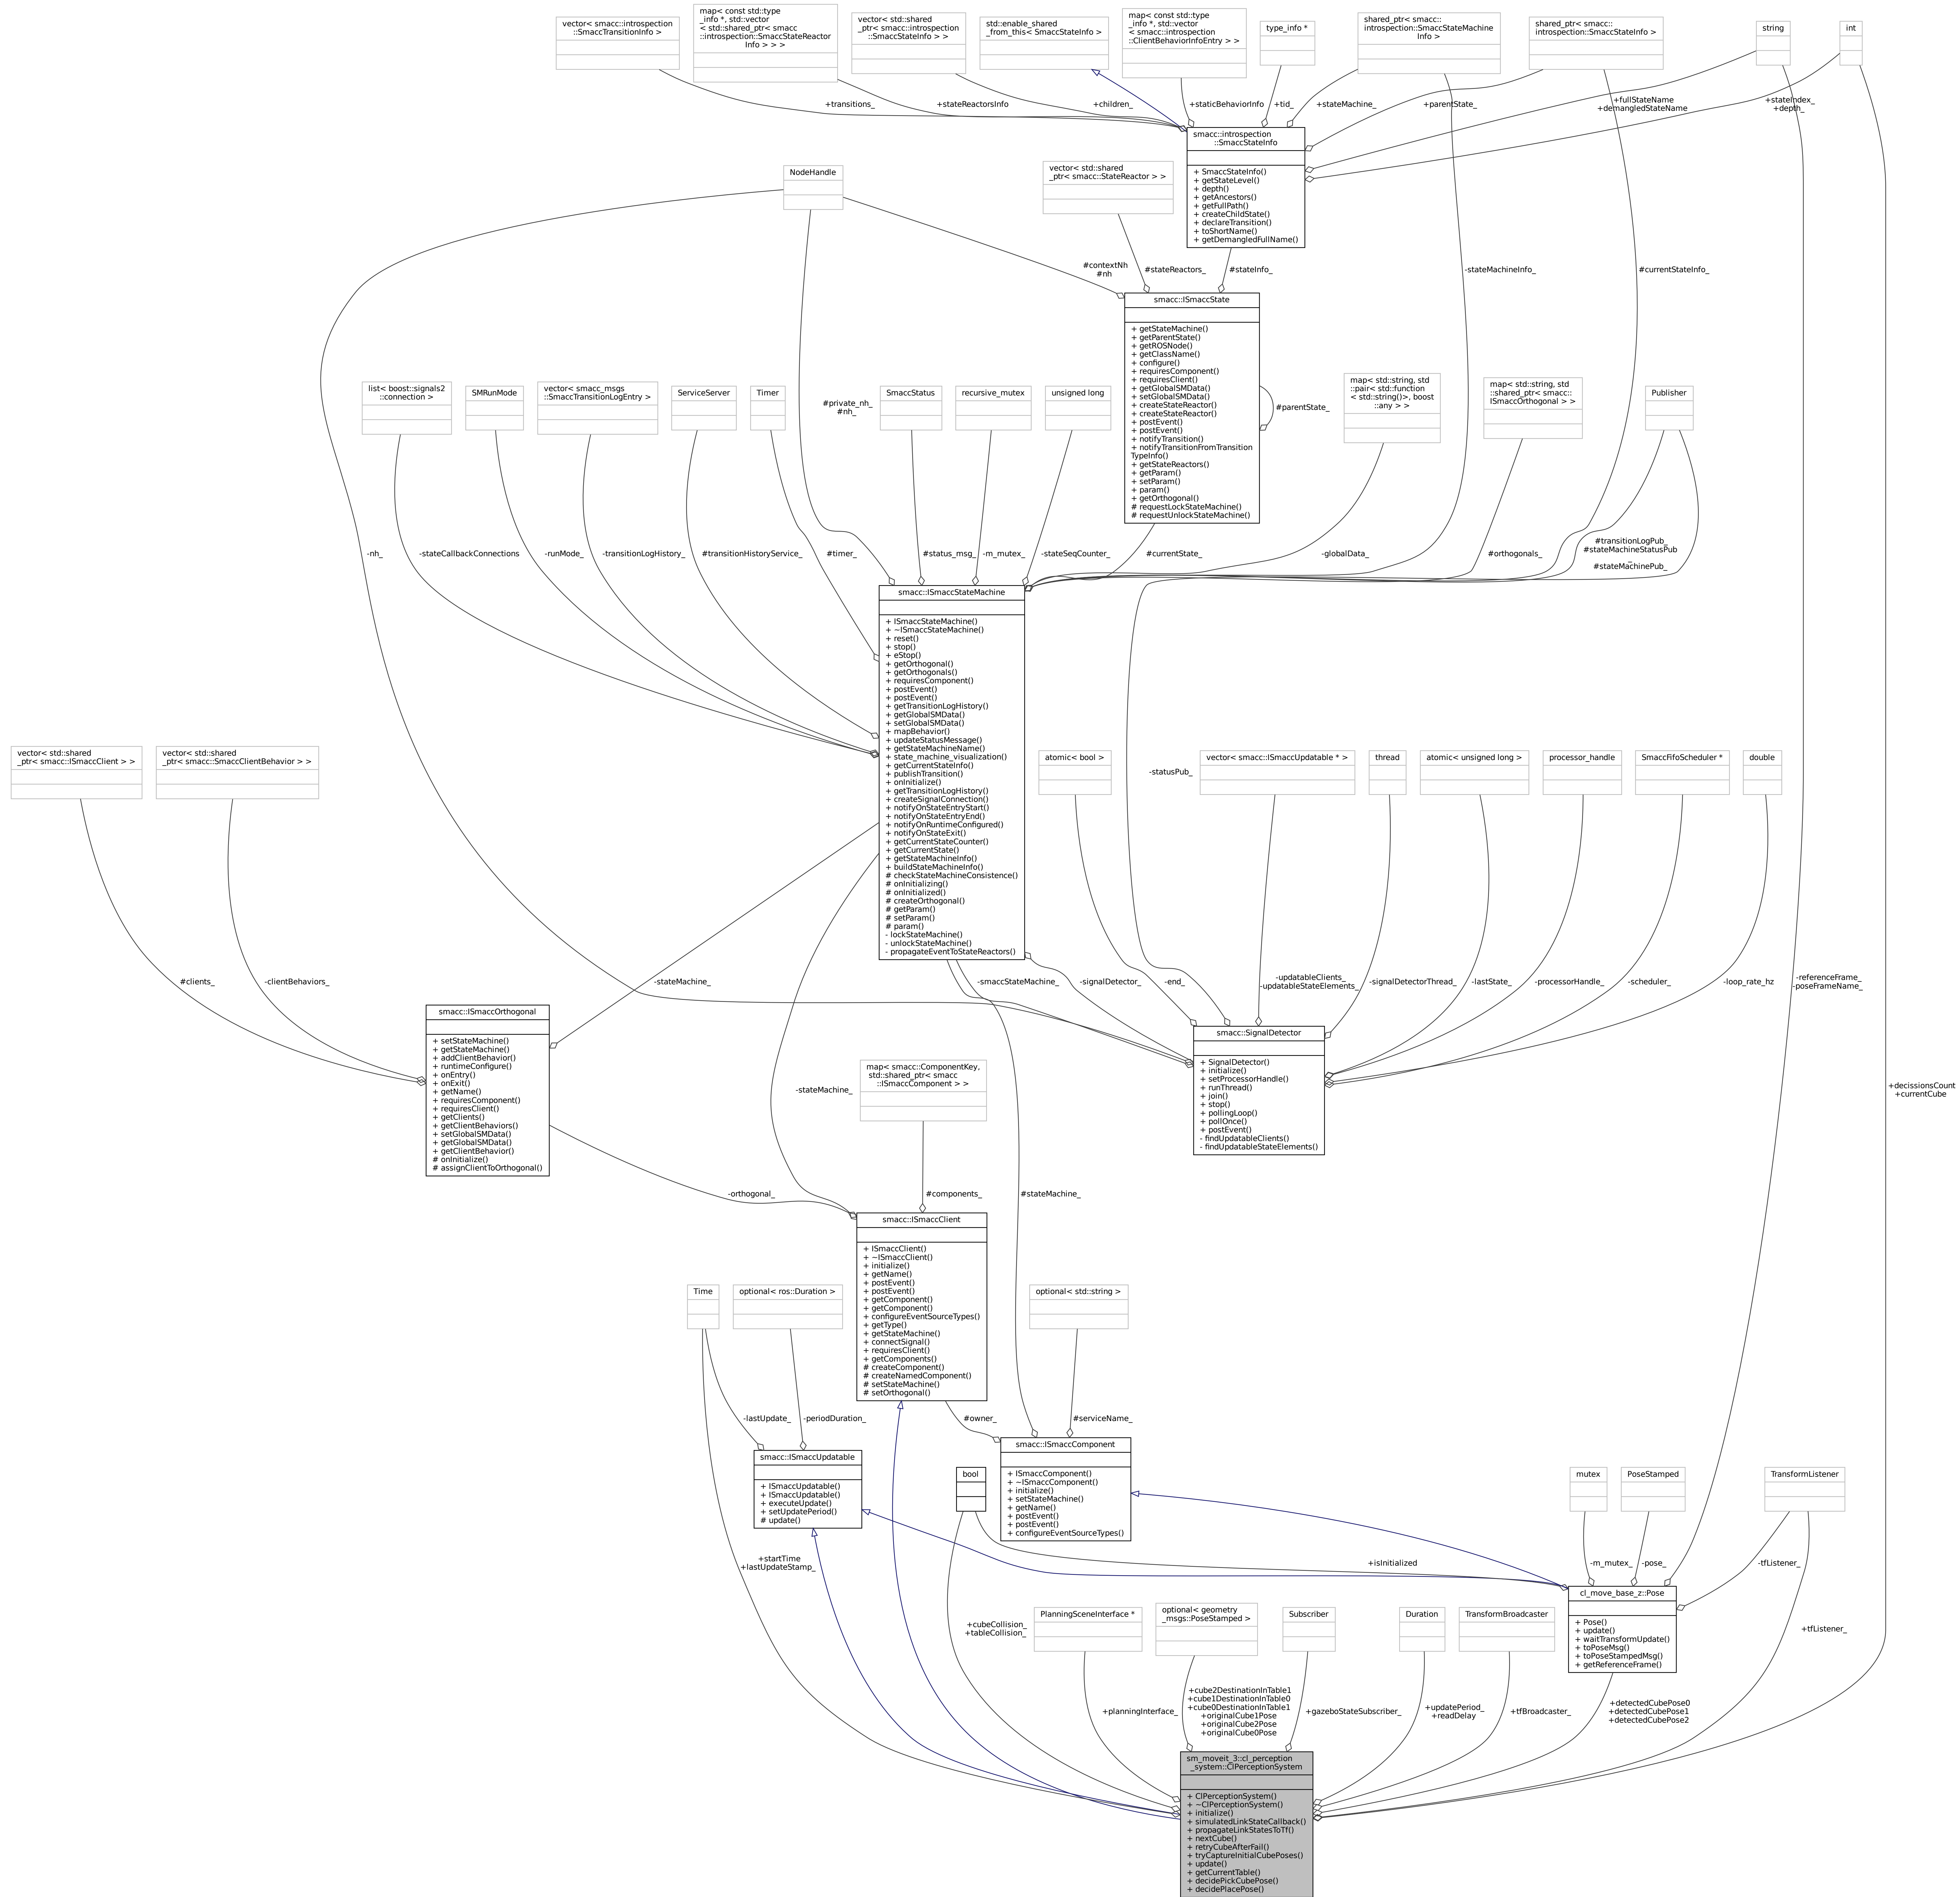 vector< smacc::introspection
::SmaccTransitionInfo >
map< const std::type
_info *, std::vector
< std::shared_ptr< smacc
::introspection::SmaccStateReactor
Info > > >
vector< std::shared
_ptr< smacc::introspection
::SmaccStateInfo > >
std::enable_shared
_from_this< SmaccStateInfo >
map< const std::type
_info *, std::vector
< smacc::introspection
::ClientBehaviorInfoEntry > >
type_info *
shared_ptr< smacc::
introspection::SmaccStateMachine
Info >
shared_ptr< smacc::
introspection::SmaccStateInfo >
string
int
+transitions_
+stateReactorsInfo
+children_
+staticBehaviorInfo
+tid_
+stateMachine_
+parentState_
+fullStateName
+demangledStateName
+stateIndex_
+depth_
smacc::introspection
::SmaccStateInfo
+ SmaccStateInfo()
+ getStateLevel()
+ depth()
+ getAncestors()
+ getFullPath()
+ createChildState()
+ declareTransition()
+ toShortName()
+ getDemangledFullName()
NodeHandle
vector< std::shared
_ptr< smacc::StateReactor > >
#contextNh
#nh
#stateReactors_
#stateInfo_
-stateMachineInfo_
#currentStateInfo_
smacc::ISmaccState
+ getStateMachine()
+ getParentState()
+ getROSNode()
+ getClassName()
+ configure()
+ requiresComponent()
+ requiresClient()
+ getGlobalSMData()
+ setGlobalSMData()
+ createStateReactor()
+ createStateReactor()
+ postEvent()
+ postEvent()
+ notifyTransition()
+ notifyTransitionFromTransition
TypeInfo()
+ getStateReactors()
+ getParam()
+ setParam()
+ param()
+ getOrthogonal()
# requestLockStateMachine()
# requestUnlockStateMachine()
#parentState_
list< boost::signals2
::connection >
SMRunMode
vector< smacc_msgs
::SmaccTransitionLogEntry >
ServiceServer
Timer
#private_nh_
#nh_
SmaccStatus
recursive_mutex
unsigned long
map< std::string, std
::pair< std::function
< std::string()>, boost
::any > >
map< std::string, std
::shared_ptr< smacc::
ISmaccOrthogonal > >
Publisher
-nh_
-stateCallbackConnections
-runMode_
-transitionLogHistory_
#transitionHistoryService_
#timer_
#status_msg_
-m_mutex_
-stateSeqCounter_
#currentState_
-globalData_
#orthogonals_
#transitionLogPub_
#stateMachineStatusPub
_
#stateMachinePub_
smacc::ISmaccStateMachine
+ ISmaccStateMachine()
+ ~ISmaccStateMachine()
+ reset()
+ stop()
+ eStop()
+ getOrthogonal()
+ getOrthogonals()
+ requiresComponent()
+ postEvent()
+ postEvent()
+ getTransitionLogHistory()
+ getGlobalSMData()
+ setGlobalSMData()
+ mapBehavior()
+ updateStatusMessage()
+ getStateMachineName()
+ state_machine_visualization()
+ getCurrentStateInfo()
+ publishTransition()
+ onInitialize()
+ getTransitionLogHistory()
+ createSignalConnection()
+ notifyOnStateEntryStart()
+ notifyOnStateEntryEnd()
+ notifyOnRuntimeConfigured()
+ notifyOnStateExit()
+ getCurrentStateCounter()
+ getCurrentState()
+ getStateMachineInfo()
+ buildStateMachineInfo()
# checkStateMachineConsistence()
# onInitializing()
# onInitialized()
# createOrthogonal()
# getParam()
# setParam()
# param()
- lockStateMachine()
- unlockStateMachine()
- propagateEventToStateReactors()
vector< std::shared
_ptr< smacc::ISmaccClient > >
vector< std::shared
_ptr< smacc::SmaccClientBehavior > >
atomic< bool >
-statusPub_
vector< smacc::ISmaccUpdatable * >
thread
atomic< unsigned long >
processor_handle
SmaccFifoScheduler *
double
#clients_
-clientBehaviors_
-stateMachine_
-smaccStateMachine_
-signalDetector_
-end_
-updatableClients_
-updatableStateElements_
-signalDetectorThread_
-lastState_
-processorHandle_
-scheduler_
-loop_rate_hz
-referenceFrame_
-poseFrameName_
smacc::ISmaccOrthogonal
+ setStateMachine()
+ getStateMachine()
+ addClientBehavior()
+ runtimeConfigure()
+ onEntry()
+ onExit()
+ getName()
+ requiresComponent()
+ requiresClient()
+ getClients()
+ getClientBehaviors()
+ setGlobalSMData()
+ getGlobalSMData()
+ getClientBehavior()
# onInitialize()
# assignClientToOrthogonal()
smacc::SignalDetector
+ SignalDetector()
+ initialize()
+ setProcessorHandle()
+ runThread()
+ join()
+ stop()
+ pollingLoop()
+ pollOnce()
+ postEvent()
- findUpdatableClients()
- findUpdatableStateElements()
-stateMachine_
map< smacc::ComponentKey,
std::shared_ptr< smacc
::ISmaccComponent > >
+decissionsCount
+currentCube
-orthogonal_
#components_
#stateMachine_
smacc::ISmaccClient
+ ISmaccClient()
+ ~ISmaccClient()
+ initialize()
+ getName()
+ postEvent()
+ postEvent()
+ getComponent()
+ getComponent()
+ configureEventSourceTypes()
+ getType()
+ getStateMachine()
+ connectSignal()
+ requiresClient()
+ getComponents()
# createComponent()
# createNamedComponent()
# setStateMachine()
# setOrthogonal()
Time
optional< ros::Duration >
optional< std::string >
-lastUpdate_
-periodDuration_
#owner_
#serviceName_
smacc::ISmaccUpdatable
+ ISmaccUpdatable()
+ ISmaccUpdatable()
+ executeUpdate()
+ setUpdatePeriod()
# update()
bool
smacc::ISmaccComponent
+ ISmaccComponent()
+ ~ISmaccComponent()
+ initialize()
+ setStateMachine()
+ getName()
+ postEvent()
+ postEvent()
+ configureEventSourceTypes()
mutex
PoseStamped
TransformListener
+startTime
+lastUpdateStamp_
+isInitialized
-m_mutex_
-pose_
-tfListener_
cl_move_base_z::Pose
+ Pose()
+ update()
+ waitTransformUpdate()
+ toPoseMsg()
+ toPoseStampedMsg()
+ getReferenceFrame()
+cubeCollision_
+tableCollision_
PlanningSceneInterface *
optional< geometry
_msgs::PoseStamped >
Subscriber
Duration
TransformBroadcaster
+tfListener_
+planningInterface_
+cube2DestinationInTable1
+cube1DestinationInTable0
+cube0DestinationInTable1
+originalCube1Pose
+originalCube2Pose
+originalCube0Pose
+gazeboStateSubscriber_
+updatePeriod_
+readDelay
+tfBroadcaster_
+detectedCubePose0
+detectedCubePose1
+detectedCubePose2
sm_moveit_3::cl_perception
_system::ClPerceptionSystem
+ ClPerceptionSystem()
+ ~ClPerceptionSystem()
+ initialize()
+ simulatedLinkStateCallback()
+ propagateLinkStatesToTf()
+ nextCube()
+ retryCubeAfterFail()
+ tryCaptureInitialCubePoses()
+ update()
+ getCurrentTable()
+ decidePickCubePose()
+ decidePlacePose()